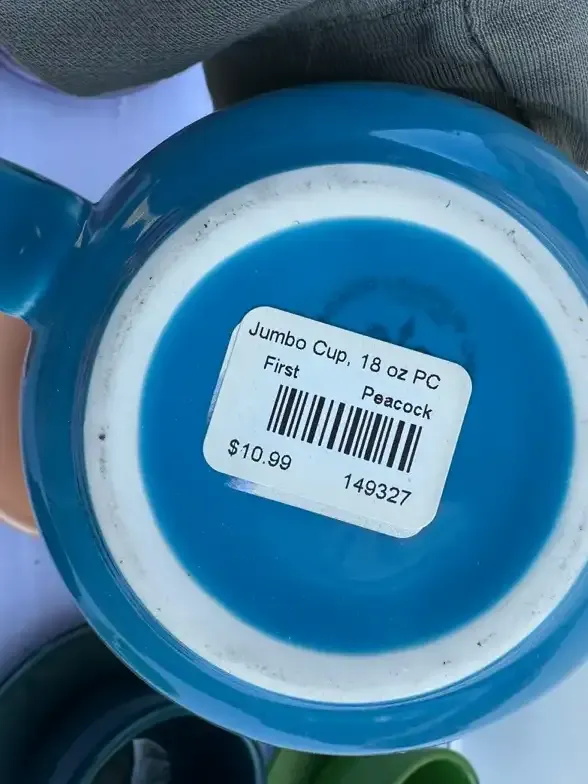 Jumbo Cup, 18 oz PC
First
Peacock
$10.99
149327